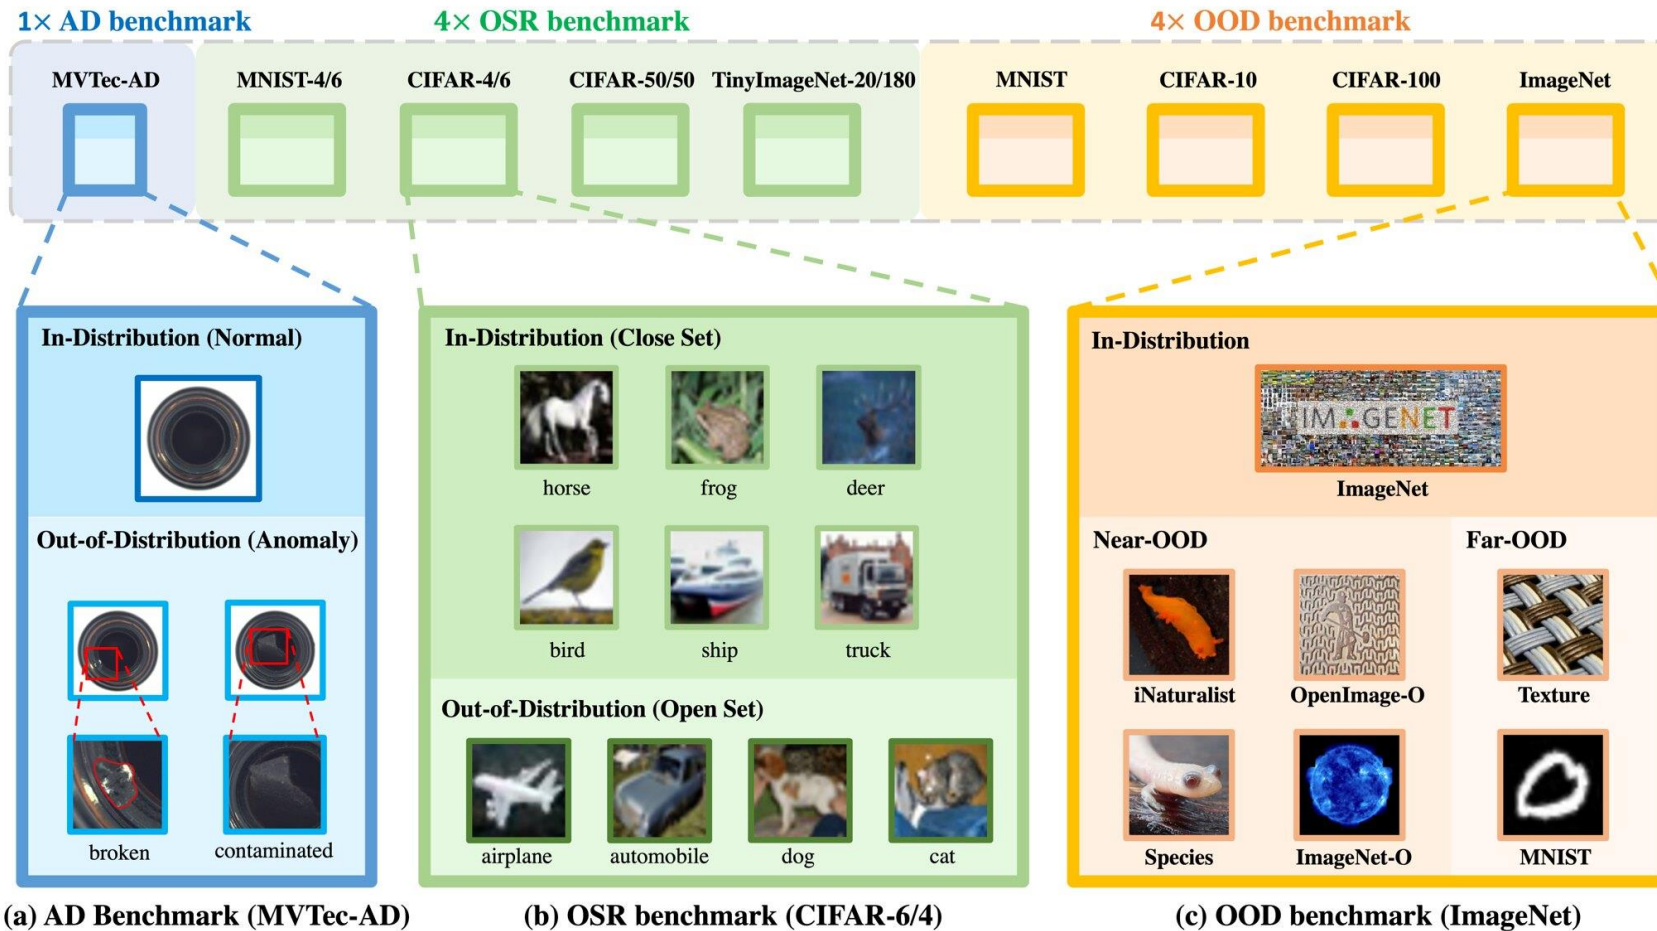 1× AD benchmark 4× OSR benchmark 4× OOD benchmark
MVTec-AD MNIST-4/6 CIFAR-4/6 CIFAR-50/50 TinyImageNet-20/180 MNIST CIFAR-10 CIFAR-100 ImageNet
In-Distribution (Normal)
Out-of-Distribution (Anomaly)
broken contaminated
(a) AD Benchmark (MVTec-AD)
In-Distribution (Close Set)
horse frog deer
bird ship truck
Out-of-Distribution (Open Set)
airplane automobile dog cat
(b) OSR benchmark (CIFAR-6/4)
In-Distribution
IMAGENET
ImageNet
Near-OOD Far-OOD
iNaturalist OpenImage-O Texture
Species ImageNet-O MNIST
(c) OOD benchmark (ImageNet)